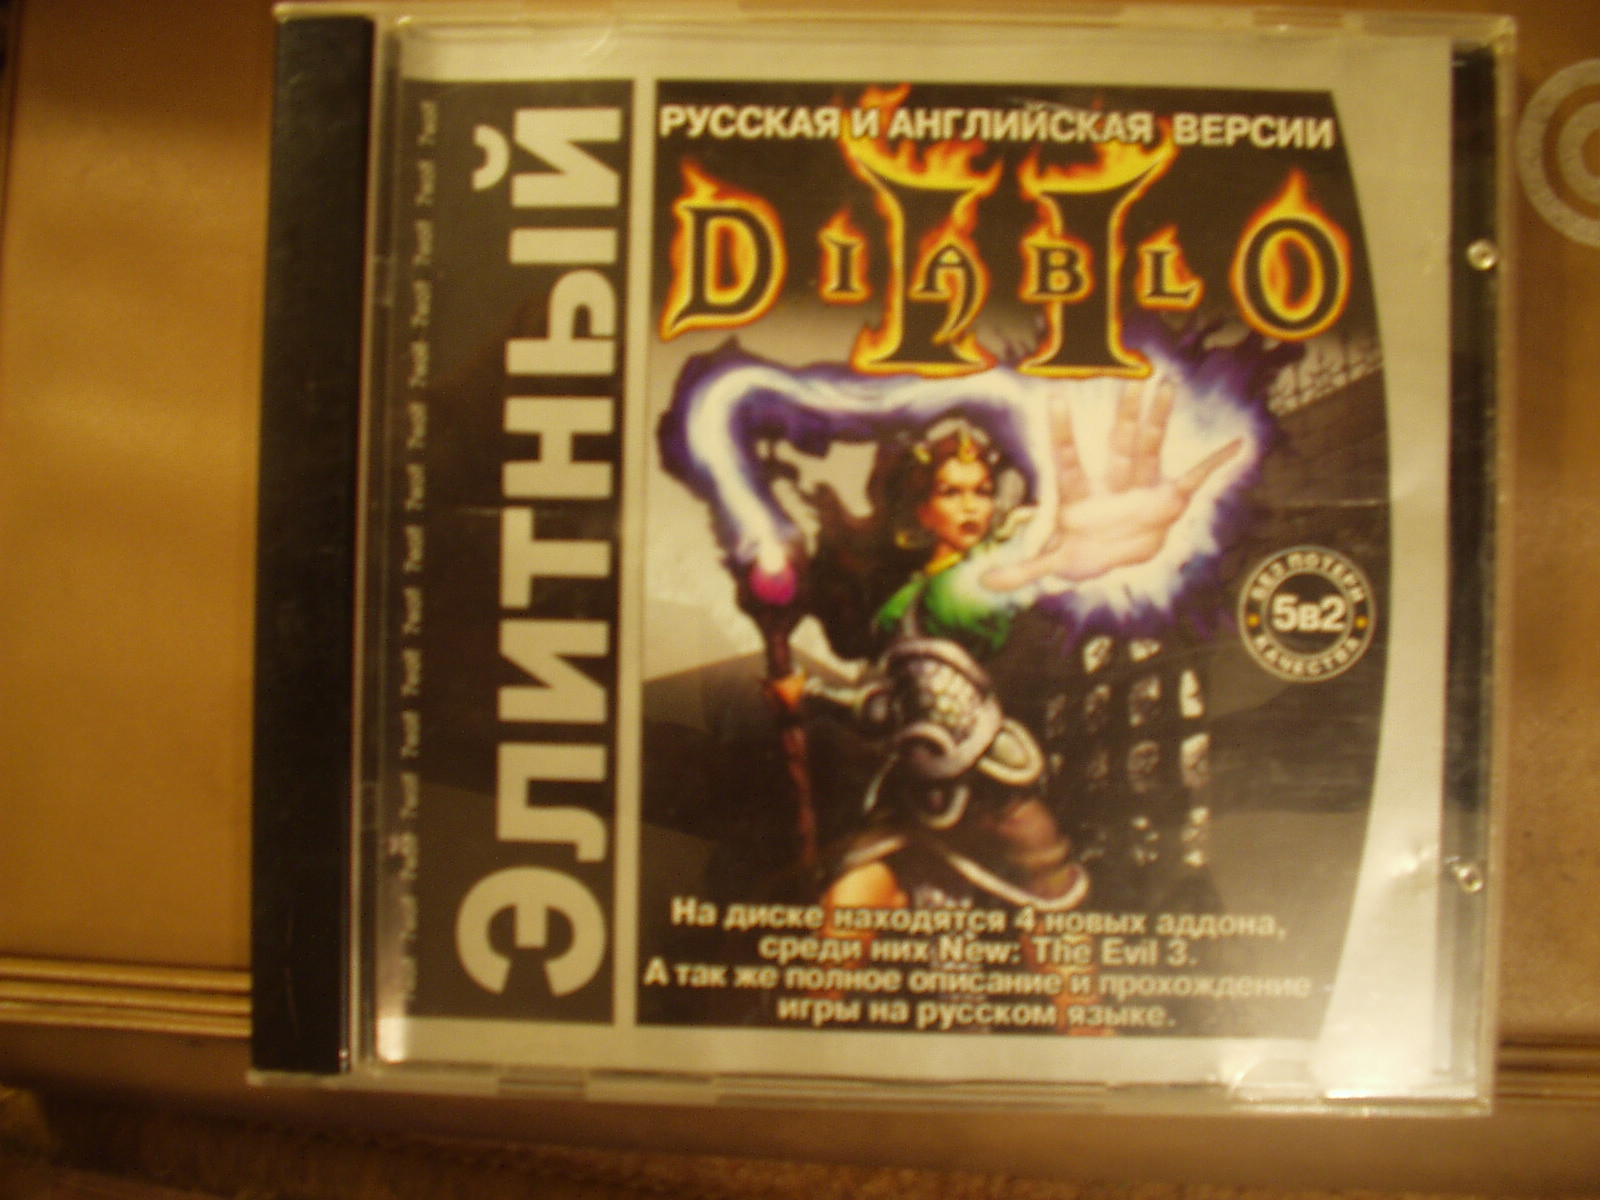 ЭЛИТНЫЙ
РУССКАЯ И АНГЛИЙСКАЯ ВЕРСИИ
DIABLO
II
БЕЗ ПОТЕРИ
5в2
КАЧЕСТВА
На диске находятся 4 новых аддона,
среди них New: The Evil 3.
А так же полное описание и прохождение
игры на русском языке.